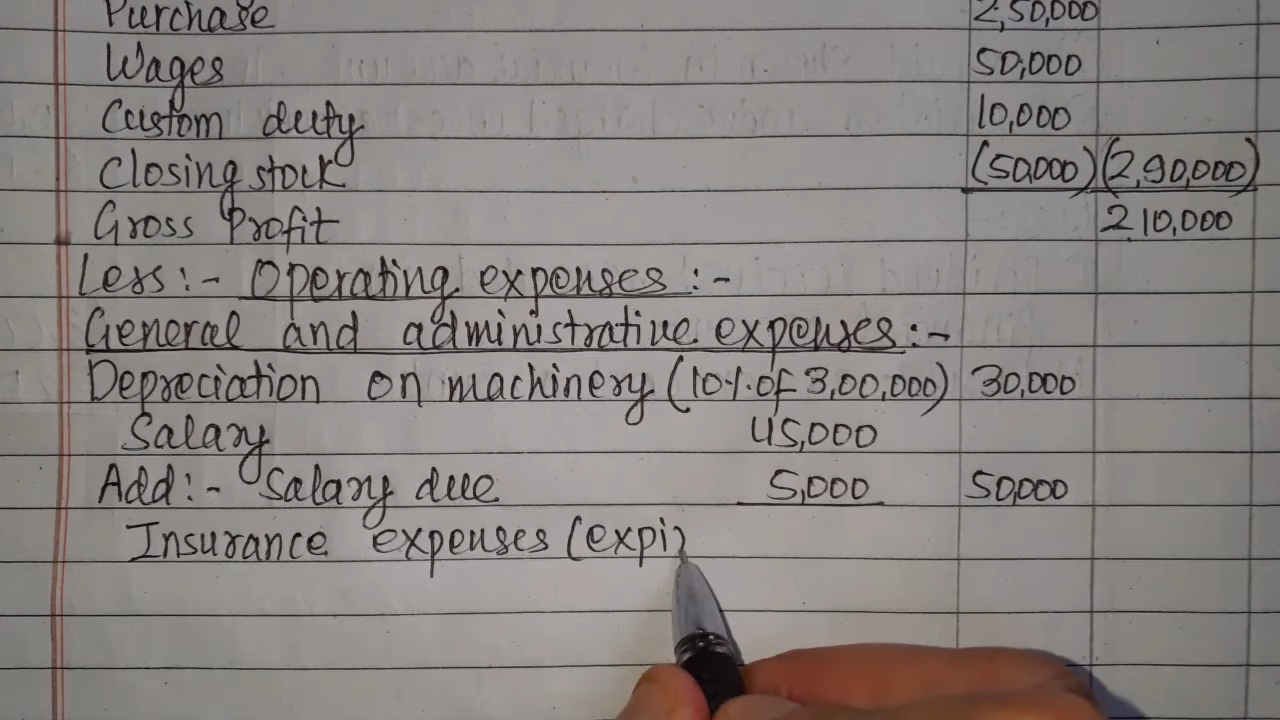 Purchase 2,50,000
Wages 50,000
Custom duty 10,000
Closing stock (50,000) (2,90,000)
Gross Profit 2,10,000
Less:- Operating expenses:-
General and administrative expenses:-
Depreciation on machinery (10% of 3,00,000) 30,000
Salary 45,000
Add:- Salary due 5,000 50,000
Insurance expenses (expi